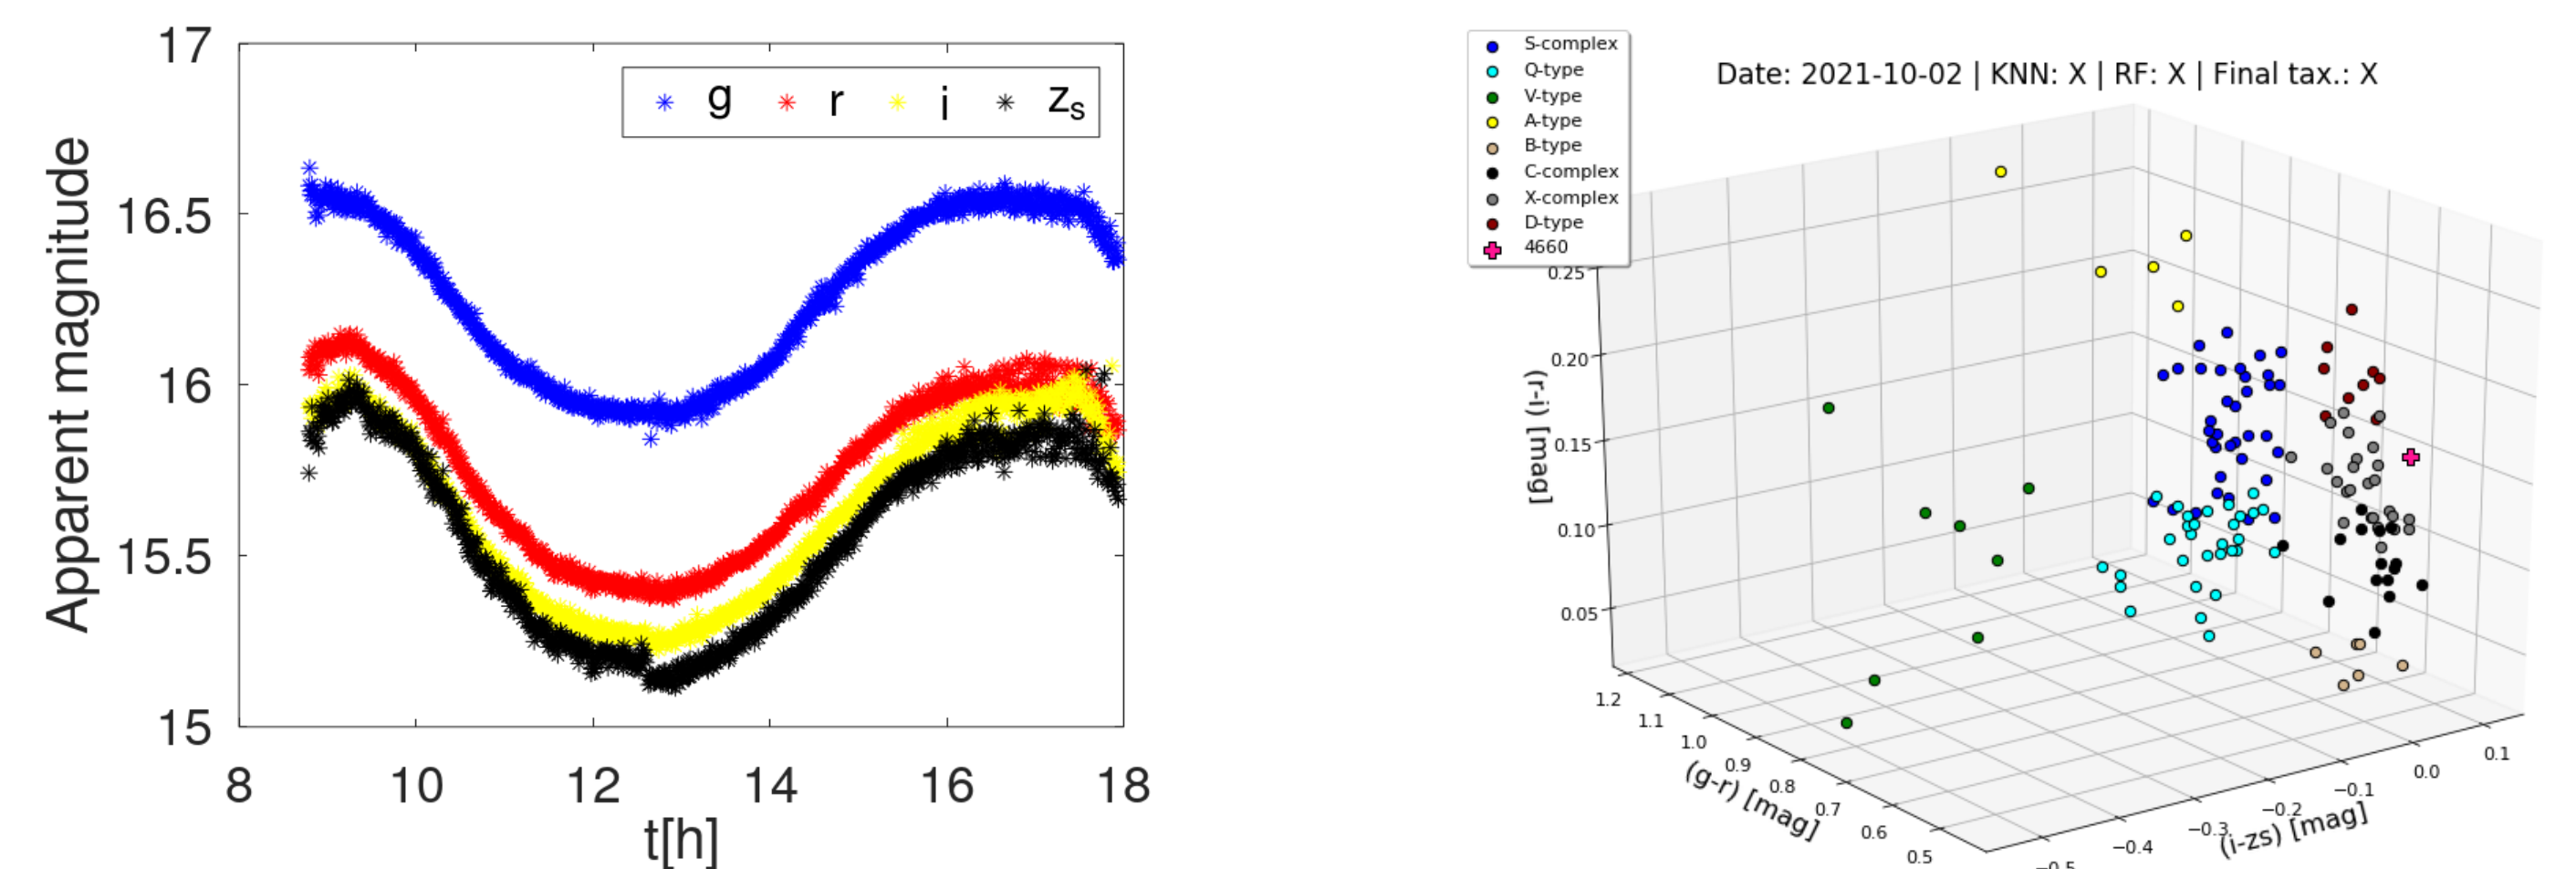 17
16.5
16
15.5
15
Apparent magnitude
g r i zs
8 10 12 14 16 18
t[h]
S-complex
Q-type
V-type
A-type
B-type
C-complex
X-complex
D-type
4660
Date: 2021-10-02 | KNN: X | RF: X | Final tax.: X
0.25
0.20
0.15
0.10
0.05
(r-i) [mag]
1.2
1.1
1.0
0.9
0.8
0.7
0.6
0.5
(g-r) [mag]
−0.5
−0.4
−0.3
−0.2
−0.1
0.0
0.1
(i-zs) [mag]